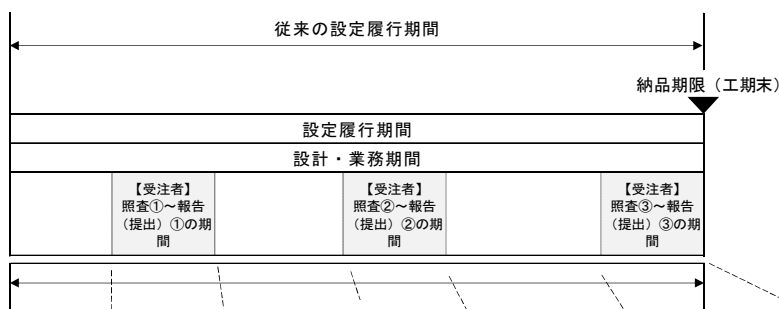 従来の設定履行期間
納品期限（工期末）
設定履行期間
設計・業務期間
【受注者】
照査①～報告
（提出）①の期
間
【受注者】
照査②～報告
（提出）②の期
間
【受注者】
照査③～報告
（提出）③の期
間